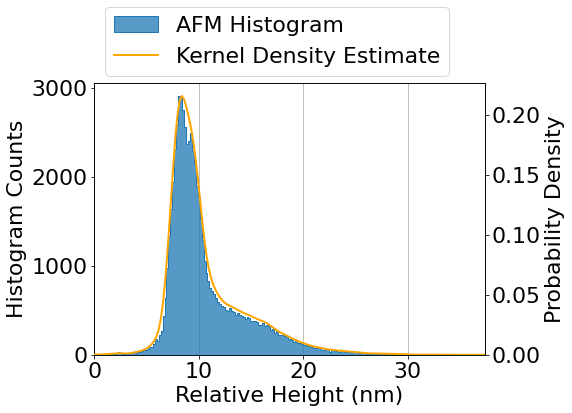 AFM Histogram
Kernel Density Estimate
3000
2000
1000
0
Histogram Counts
0.20
0.15
0.10
0.05
0.00
Probability Density
0
10
20
30
Relative Height (nm)